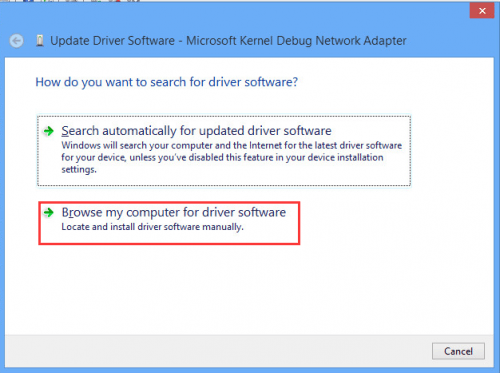 Update Driver Software - Microsoft Kernel Debug Network Adapter
How do you want to search for driver software?
Search automatically for updated driver software
Windows will search your computer and the Internet for the latest driver software
for your device, unless you've disabled this feature in your device installation
settings.
Browse my computer for driver software
Locate and install driver software manually.
Cancel